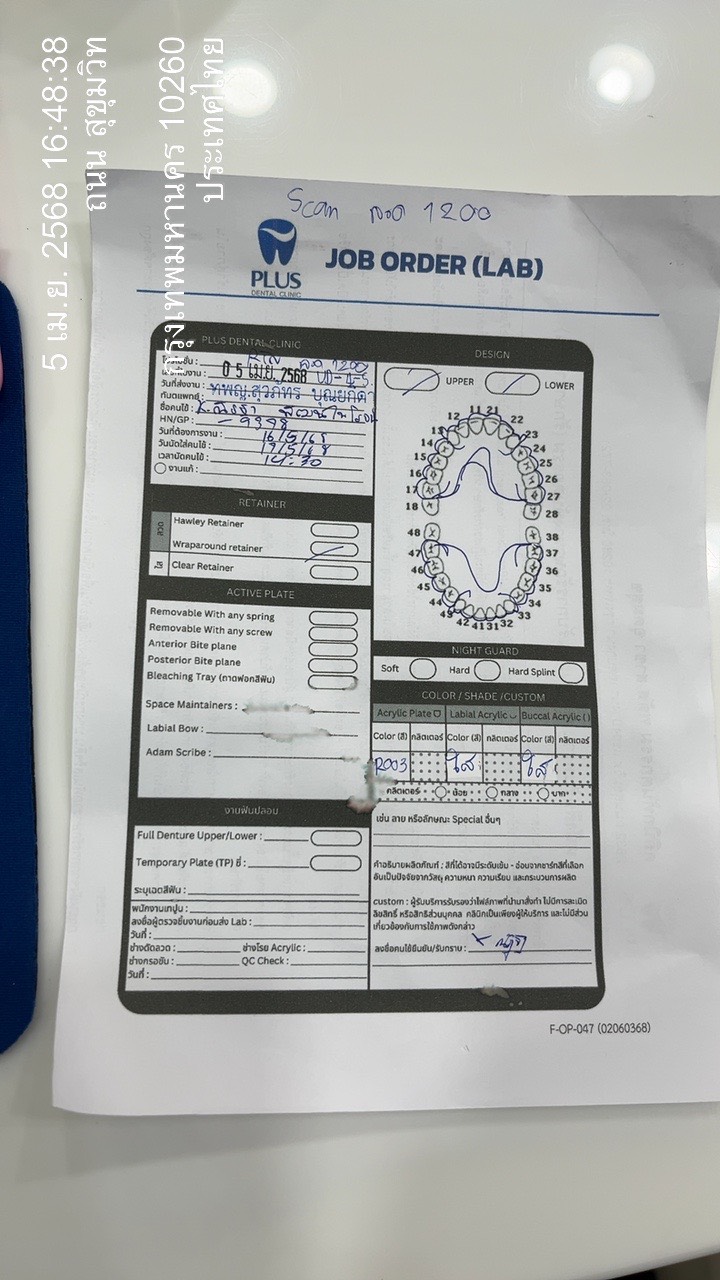 5 เม.ย. 2568 16:48:38
ถนน สุขุมวิท
กรุงเทพมหานคร 10260
ประเทศไทย
Scan ลด 1200
PLUS
DENTAL CLINIC
JOB ORDER (LAB)
PLUS DENTAL CLINIC
RTN ลด 1200
0 5 เม.ย. 2568
วันที่ส่งงาน :
ทันตแพทย์ : ทพญ.สุวภัทร บุณยภักดา
ชื่อคนไข้ : K.
HN/GP : - 9398
วันที่ต้องการงาน : 16/5/68
วันนัดใส่คนไข้ : 17/5/68
เวลานัดคนไข้ : 14:30
งานแก้ :
RETAINER
ลวด
Hawley Retainer
Wraparound retainer
ใส
Clear Retainer
ACTIVE PLATE
Removable With any spring
Removable With any screw
Anterior Bite plane
Posterior Bite plane
Bleaching Tray (ถาดฟอกสีฟัน)
Space Maintainers :
Labial Bow :
Adam Scribe :
งานฟันปลอม
Full Denture Upper/Lower :
Temporary Plate (TP) ซี่ :
ระบุเฉดสีฟัน :
พนักงานเทปูน :
ลงชื่อผู้ตรวจชิ้นงานก่อนส่ง Lab :
วันที่ :
ช่างดัดลวด : ช่างโรย Acrylic :
ช่างกรอขัด : QC Check :
วันที่ :
DESIGN
UPPER LOWER
11 21
12 22
13 23
14 24
15 25
16 26
17 27
18 28
48 38
47 37
46 36
45 35
44 34
43 33
42 41 31 32
NIGHT GUARD
Soft Hard Hard Splint
COLOR / SHADE /CUSTOM
Acrylic Plate Labial Acrylic Buccal Acrylic ( )
Color (สี) กลิตเตอร์ Color (สี) กลิตเตอร์ Color (สี) กลิตเตอร์
R003 ใส ใส
กลิตเตอร์ น้อย กลาง มาก
เช่น ลาย หรือลักษณะ Special อื่นๆ
คำอธิบายผลิตภัณฑ์ : สีที่ได้อาจมีระดับเข้ม - อ่อนจากชาร์ทสีที่เลือก
อันเป็นปัจจัยจากวัสดุ ความหนา ความเรียบ และกระบวนการผลิต
custom : ผู้รับบริการรับรองว่าไฟล์ภาพที่นำมาสั่งทำ ไม่มีการละเมิด
ลิขสิทธิ์ หรือสิทธิส่วนบุคคล คลินิกเป็นเพียงผู้ให้บริการ และไม่มีส่วน
เกี่ยวข้องกับการใช้ภาพดังกล่าว
ลงชื่อคนไข้ยืนยัน/รับทราบ :
F-OP-047 (02060368)